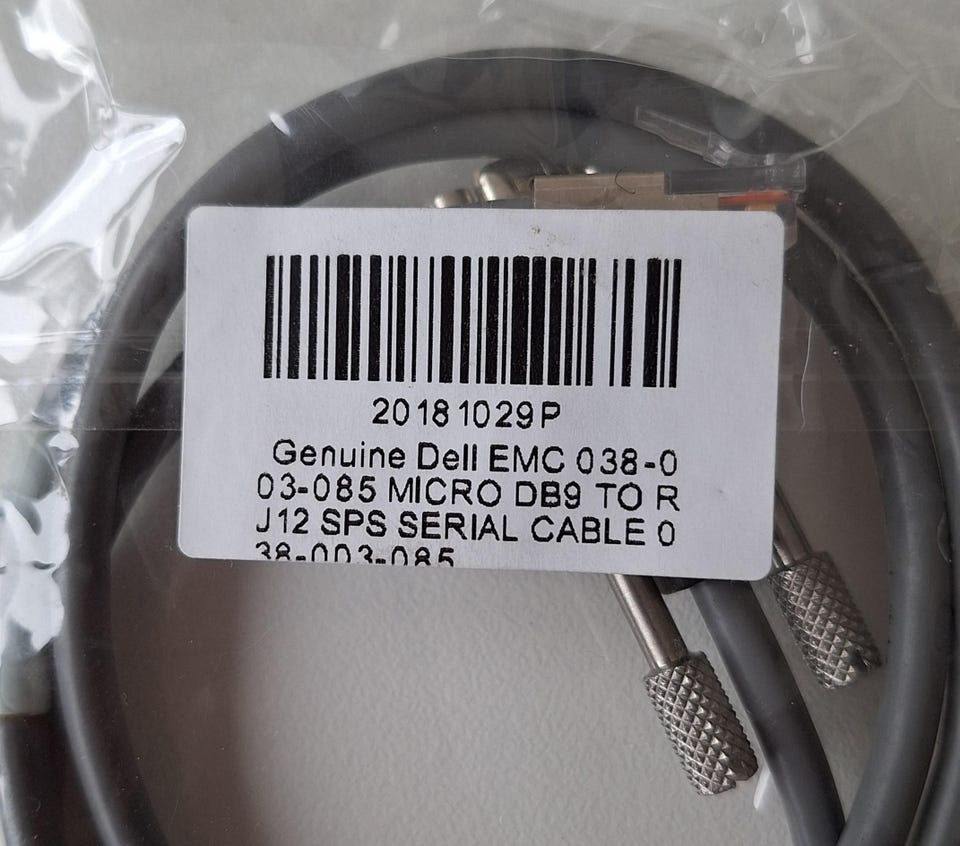 20181029P
Genuine Dell EMC 038-0
03-085 MICRO DB9 TO R
J12 SPS SERIAL CABLE 0
38-003-085